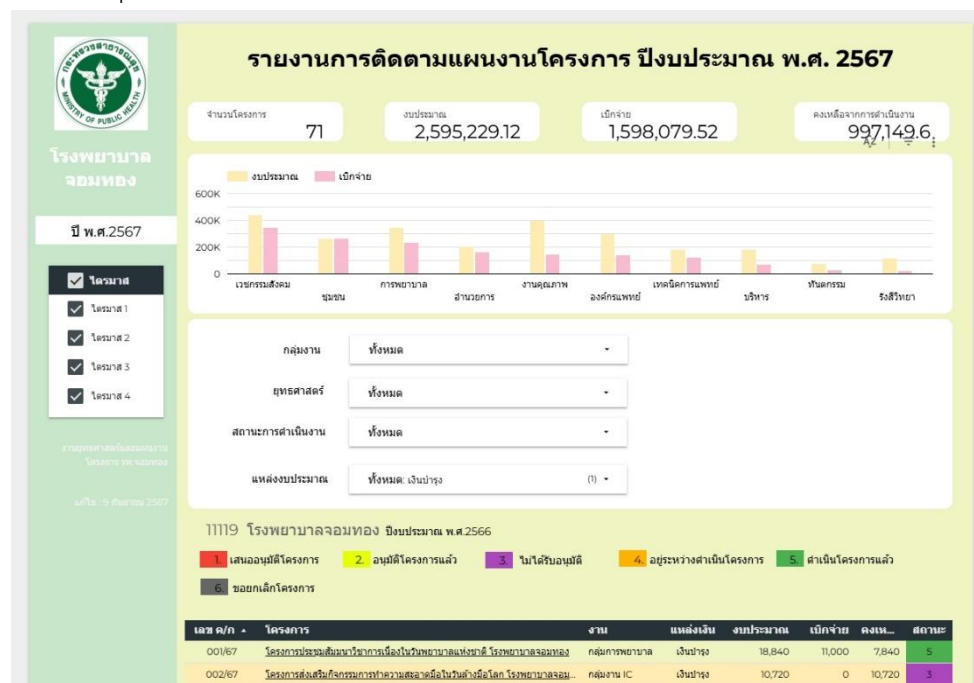 รายงานการติดตามแผนงานโครงการ ปีงบประมาณ พ.ศ. 2567
กระทรวงสาธารณสุข
MINISTRY OF PUBLIC HEALTH
โรงพยาบาล
จอมทอง
ปี พ.ศ.2567
ไตรมาส
ไตรมาส 1
ไตรมาส 2
ไตรมาส 3
ไตรมาส 4
แก้ไข : 9 กันยายน 2567
จำนวนโครงการ
71
งบประมาณ
2,595,229.12
เบิกจ่าย
1,598,079.52
คงเหลือจากการดำเนินงาน
997,149.6
งบประมาณ เบิกจ่าย
600K
400K
200K
0
เวชกรรมสังคม ชุมชน การพยาบาล อำนวยการ งานคุณภาพ องค์กรแพทย์ เทคนิคการแพทย์ บริหาร ทันตกรรม รังสีวิทยา
กลุ่มงาน ทั้งหมด
ยุทธศาสตร์ ทั้งหมด
สถานะการดำเนินงาน ทั้งหมด
แหล่งงบประมาณ ทั้งหมด: เงินบำรุง (1)
11119 โรงพยาบาลจอมทอง ปีงบประมาณ พ.ศ.2566
1. เสนออนุมัติโครงการ 2. อนุมัติโครงการแล้ว 3. ไม่ได้รับอนุมัติ 4. อยู่ระหว่างดำเนินโครงการ 5. ดำเนินโครงการแล้ว
6. ขอยกเลิกโครงการ
เลข ค/ก โครงการ งาน แหล่งเงิน งบประมาณ เบิกจ่าย คงเห... สถานะ
001/67 โครงการประชุมสัมมนาวิชาการเนื่องในวันพยาบาลแห่งชาติ โรงพยาบาลจอมทอง กลุ่มการพยาบาล เงินบำรุง 18,840 11,000 7,840 5
002/67 โครงการส่งเสริมกิจกรรมการทำความสะอาดมือในวันล้างมือโลก โรงพยาบาลจอม... กลุ่มงาน IC เงินบำรุง 10,720 0 10,720 3